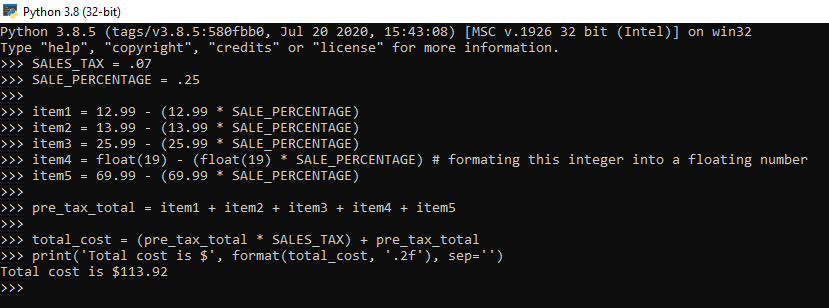 Python 3.8 (32-bit)
Python 3.8.5 (tags/v3.8.5:580fbb0, Jul 20 2020, 15:43:08) [MSC v.1926 32 bit (Intel)] on win32
Type "help", "copyright", "credits" or "license" for more information.
>>> SALES_TAX = .07
>>> SALE_PERCENTAGE = .25
>>>
>>> item1 = 12.99 - (12.99 * SALE_PERCENTAGE)
>>> item2 = 13.99 - (13.99 * SALE_PERCENTAGE)
>>> item3 = 25.99 - (25.99 * SALE_PERCENTAGE)
>>> item4 = float(19) - (float(19) * SALE_PERCENTAGE) # formating this integer into a floating number
>>> item5 = 69.99 - (69.99 * SALE_PERCENTAGE)
>>>
>>> pre_tax_total = item1 + item2 + item3 + item4 + item5
>>>
>>> total_cost = (pre_tax_total * SALES_TAX) + pre_tax_total
>>> print('Total cost is $', format(total_cost, '.2f'), sep='')
Total cost is $113.92
>>>